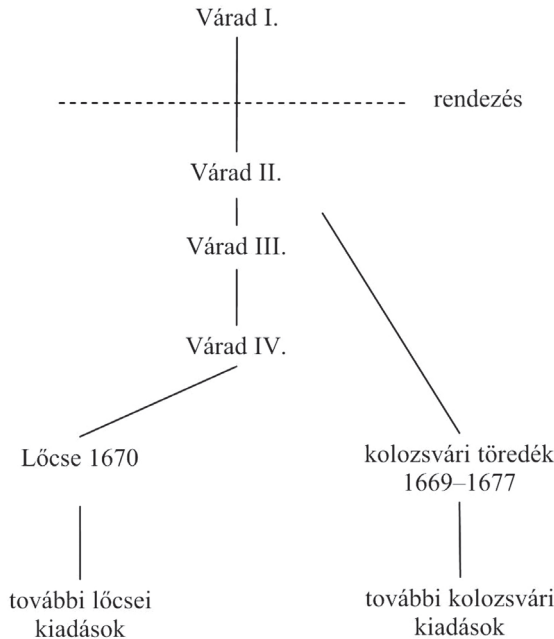 Várad I.
rendezés
Várad II.
Várad III.
Várad IV.
Lőcse 1670
kolozsvári töredék
1669–1677
további lőcsei
kiadások
további kolozsvári
kiadások